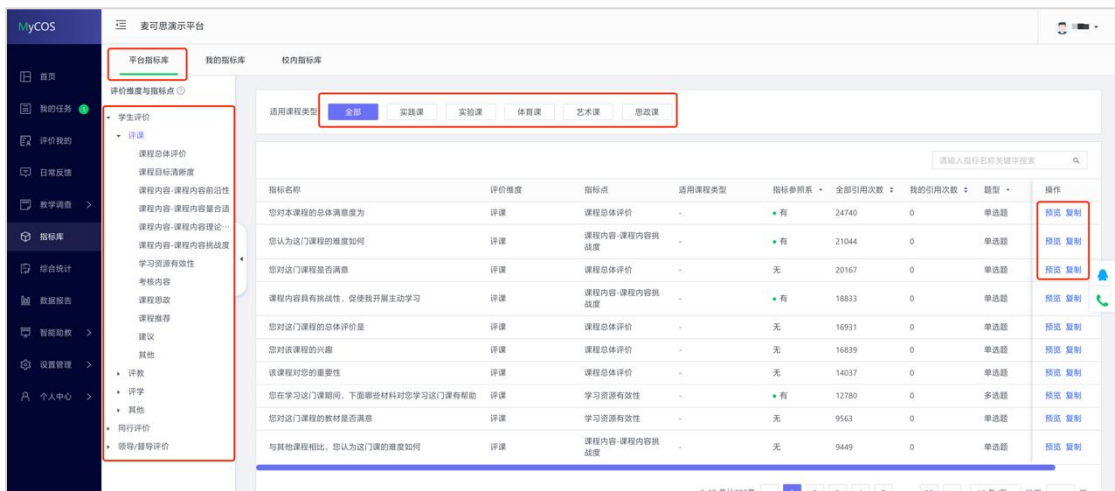 MyCOS
麦可思演示平台
平台指标库 我的指标库 校内指标库
首页
我的任务 1
评价我的
日常反馈
教学调查 >
指标库
综合统计
数据报告
智能助教 >
设置管理 >
个人中心 >
评价维度与指标点
学生评价
评课
课程总体评价
课程目标清晰度
课程内容-课程内容前沿性
课程内容-课程内容量合适
课程内容-课程内容理论…
课程内容-课程内容挑战度
学习资源有效性
考核内容
课程思政
课程推荐
建议
其他
评教
评学
其他
同行评价
领导/督导评价
适用课程类型 全部 实践课 实验课 体育课 艺术课 思政课
请输入指标名称关键字搜索
指标名称 评价维度 指标点 适用课程类型 指标参照系 全部引用次数 我的引用次数 题型 操作
您对本课程的总体满意度为 评课 课程总体评价 - 有 24740 0 单选题 预览 复制
您认为这门课程的难度如何 评课 课程内容-课程内容挑战度 - 有 21044 0 单选题 预览 复制
您对这门课程是否满意 评课 课程总体评价 - 无 20167 0 单选题 预览 复制
课程内容具有挑战性，促使我开展主动学习 评课 课程内容-课程内容挑战度 - 有 18833 0 单选题 预览 复制
您对这门课程的总体评价是 评课 课程总体评价 - 无 16931 0 单选题 预览 复制
您对该课程的兴趣 评课 课程总体评价 - 无 16839 0 单选题 预览 复制
该课程对您的重要性 评课 课程总体评价 - 无 14037 0 单选题 预览 复制
您在学习这门课期间，下面哪些材料对您学习这门课有帮助 评课 学习资源有效性 - 有 12780 0 多选题 预览 复制
您对这门课程的教材是否满意 评课 学习资源有效性 - 无 9563 0 单选题 预览 复制
与其他课程相比，您认为这门课的难度如何 评课 课程内容-课程内容挑战度 - 无 9449 0 单选题 预览 复制